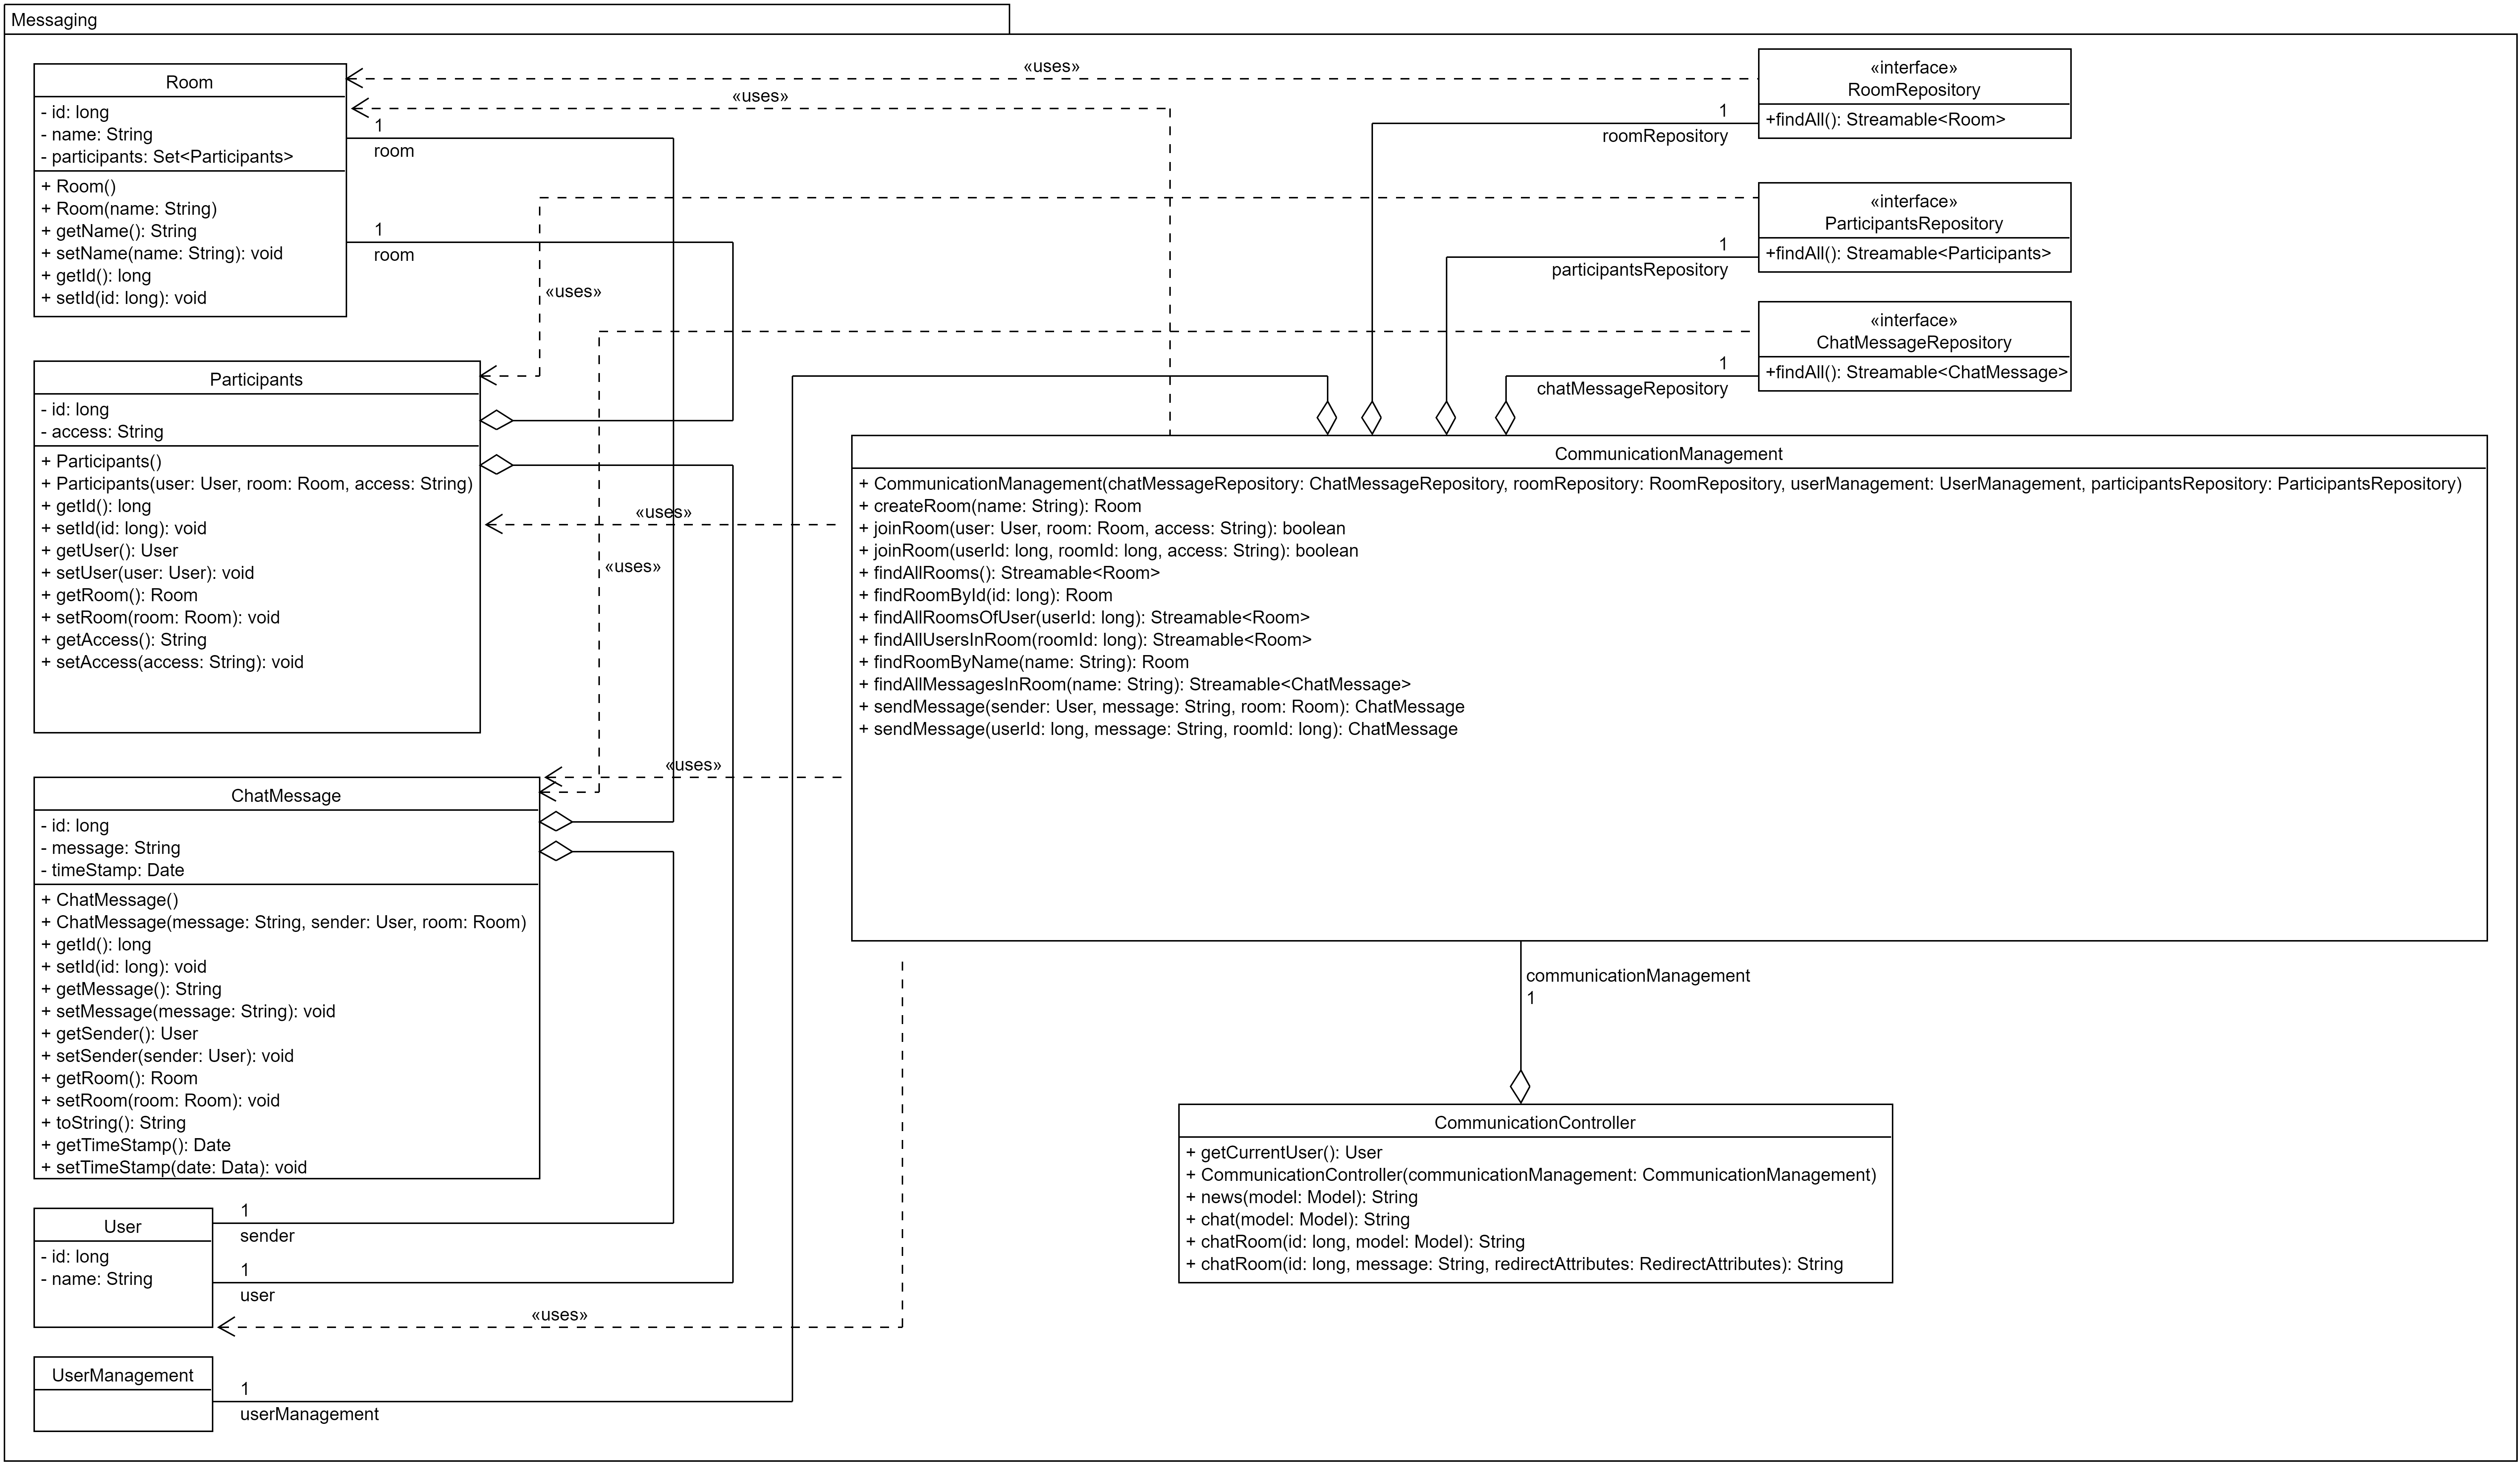 Messaging
Room
- id: long
- name: String
- participants: Set<Participants>
+ Room()
+ Room(name: String)
+ getName(): String
+ setName(name: String): void
+ getId(): long
+ setId(id: long): void
1
room
1
room
«uses»
«uses»
«interface»
RoomRepository
+findAll(): Streamable<Room>
1
roomRepository
«interface»
ParticipantsRepository
+findAll(): Streamable<Participants>
1
participantsRepository
«uses»
«interface»
ChatMessageRepository
+findAll(): Streamable<ChatMessage>
1
chatMessageRepository
Participants
- id: long
- access: String
+ Participants()
+ Participants(user: User, room: Room, access: String)
+ getId(): long
+ setId(id: long): void
+ getUser(): User
+ setUser(user: User): void
+ getRoom(): Room
+ setRoom(room: Room): void
+ getAccess(): String
+ setAccess(access: String): void
«uses»
«uses»
«uses»
CommunicationManagement
+ CommunicationManagement(chatMessageRepository: ChatMessageRepository, roomRepository: RoomRepository, userManagement: UserManagement, participantsRepository: ParticipantsRepository)
+ createRoom(name: String): Room
+ joinRoom(user: User, room: Room, access: String): boolean
+ joinRoom(userId: long, roomId: long, access: String): boolean
+ findAllRooms(): Streamable<Room>
+ findRoomById(id: long): Room
+ findAllRoomsOfUser(userId: long): Streamable<Room>
+ findAllUsersInRoom(roomId: long): Streamable<Room>
+ findRoomByName(name: String): Room
+ findAllMessagesInRoom(name: String): Streamable<ChatMessage>
+ sendMessage(sender: User, message: String, room: Room): ChatMessage
+ sendMessage(userId: long, message: String, roomId: long): ChatMessage
ChatMessage
- id: long
- message: String
- timeStamp: Date
+ ChatMessage()
+ ChatMessage(message: String, sender: User, room: Room)
+ getId(): long
+ setId(id: long): void
+ getMessage(): String
+ setMessage(message: String): void
+ getSender(): User
+ setSender(sender: User): void
+ getRoom(): Room
+ setRoom(room: Room): void
+ toString(): String
+ getTimeStamp(): Date
+ setTimeStamp(date: Data): void
communicationManagement
1
CommunicationController
+ getCurrentUser(): User
+ CommunicationController(communicationManagement: CommunicationManagement)
+ news(model: Model): String
+ chat(model: Model): String
+ chatRoom(id: long, model: Model): String
+ chatRoom(id: long, message: String, redirectAttributes: RedirectAttributes): String
User
- id: long
- name: String
1
sender
1
user
«uses»
UserManagement
1
userManagement